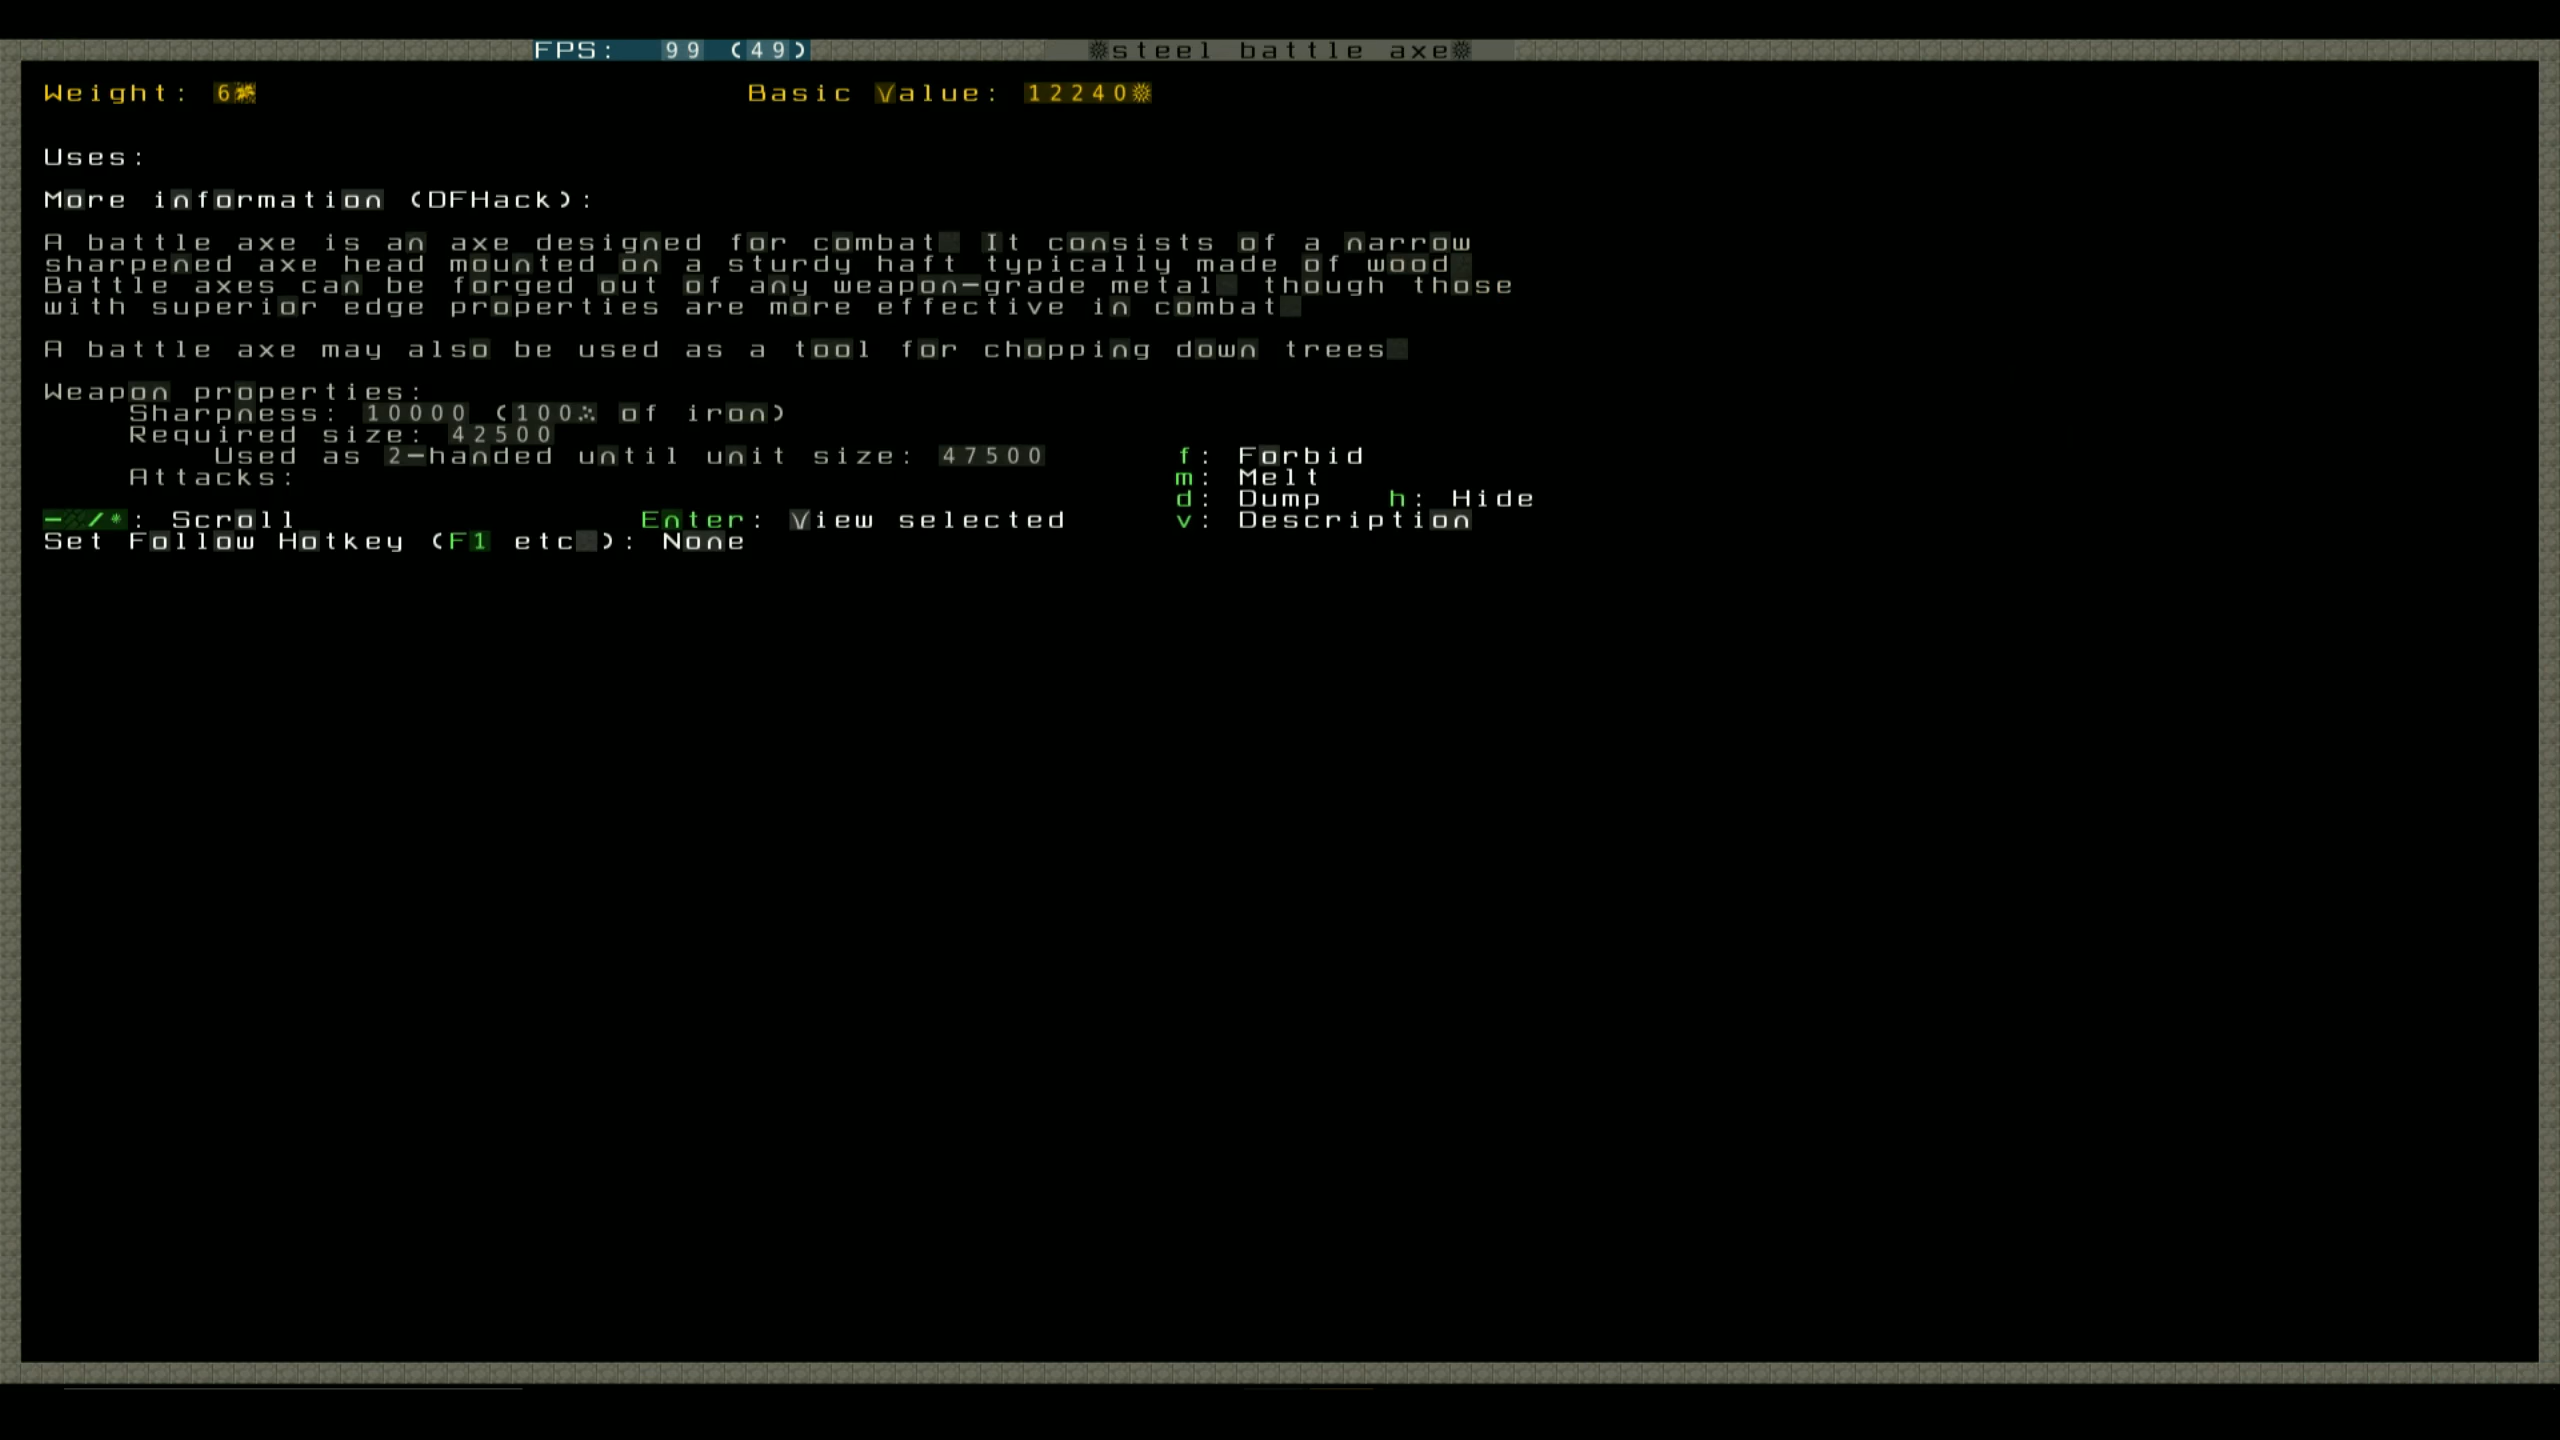 FPS: 99 (49) ☼steel battle axe☼
Weight: 6 Basic Value: 12240☼
Uses:
More information (DFHack):
A battle axe is an axe designed for combat It consists of a narrow
sharpened axe head mounted on a sturdy haft typically made of wood
Battle axes can be forged out of any weapon-grade metal though those
with superior edge properties are more effective in combat
A battle axe may also be used as a tool for chopping down trees
Weapon properties:
Sharpness: 10000 (100% of iron)
Required size: 42500
Used as 2-handed until unit size: 47500 f: Forbid
Attacks: m: Melt
d: Dump h: Hide
-/*: Scroll Enter: View selected v: Description
Set Follow Hotkey (F1 etc ): None